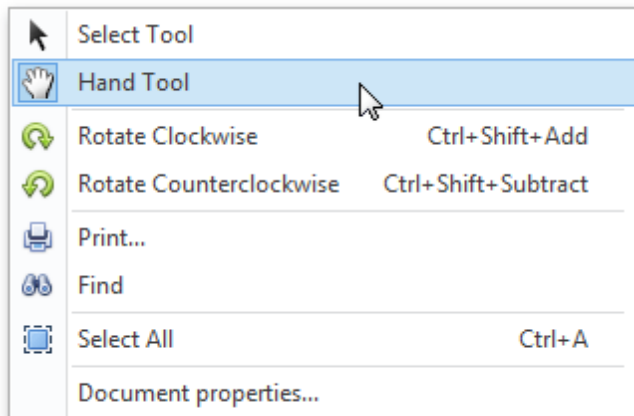 Select Tool
Hand Tool
Rotate Clockwise Ctrl+Shift+Add
Rotate Counterclockwise Ctrl+Shift+Subtract
Print...
Find
Select All Ctrl+A
Document properties...